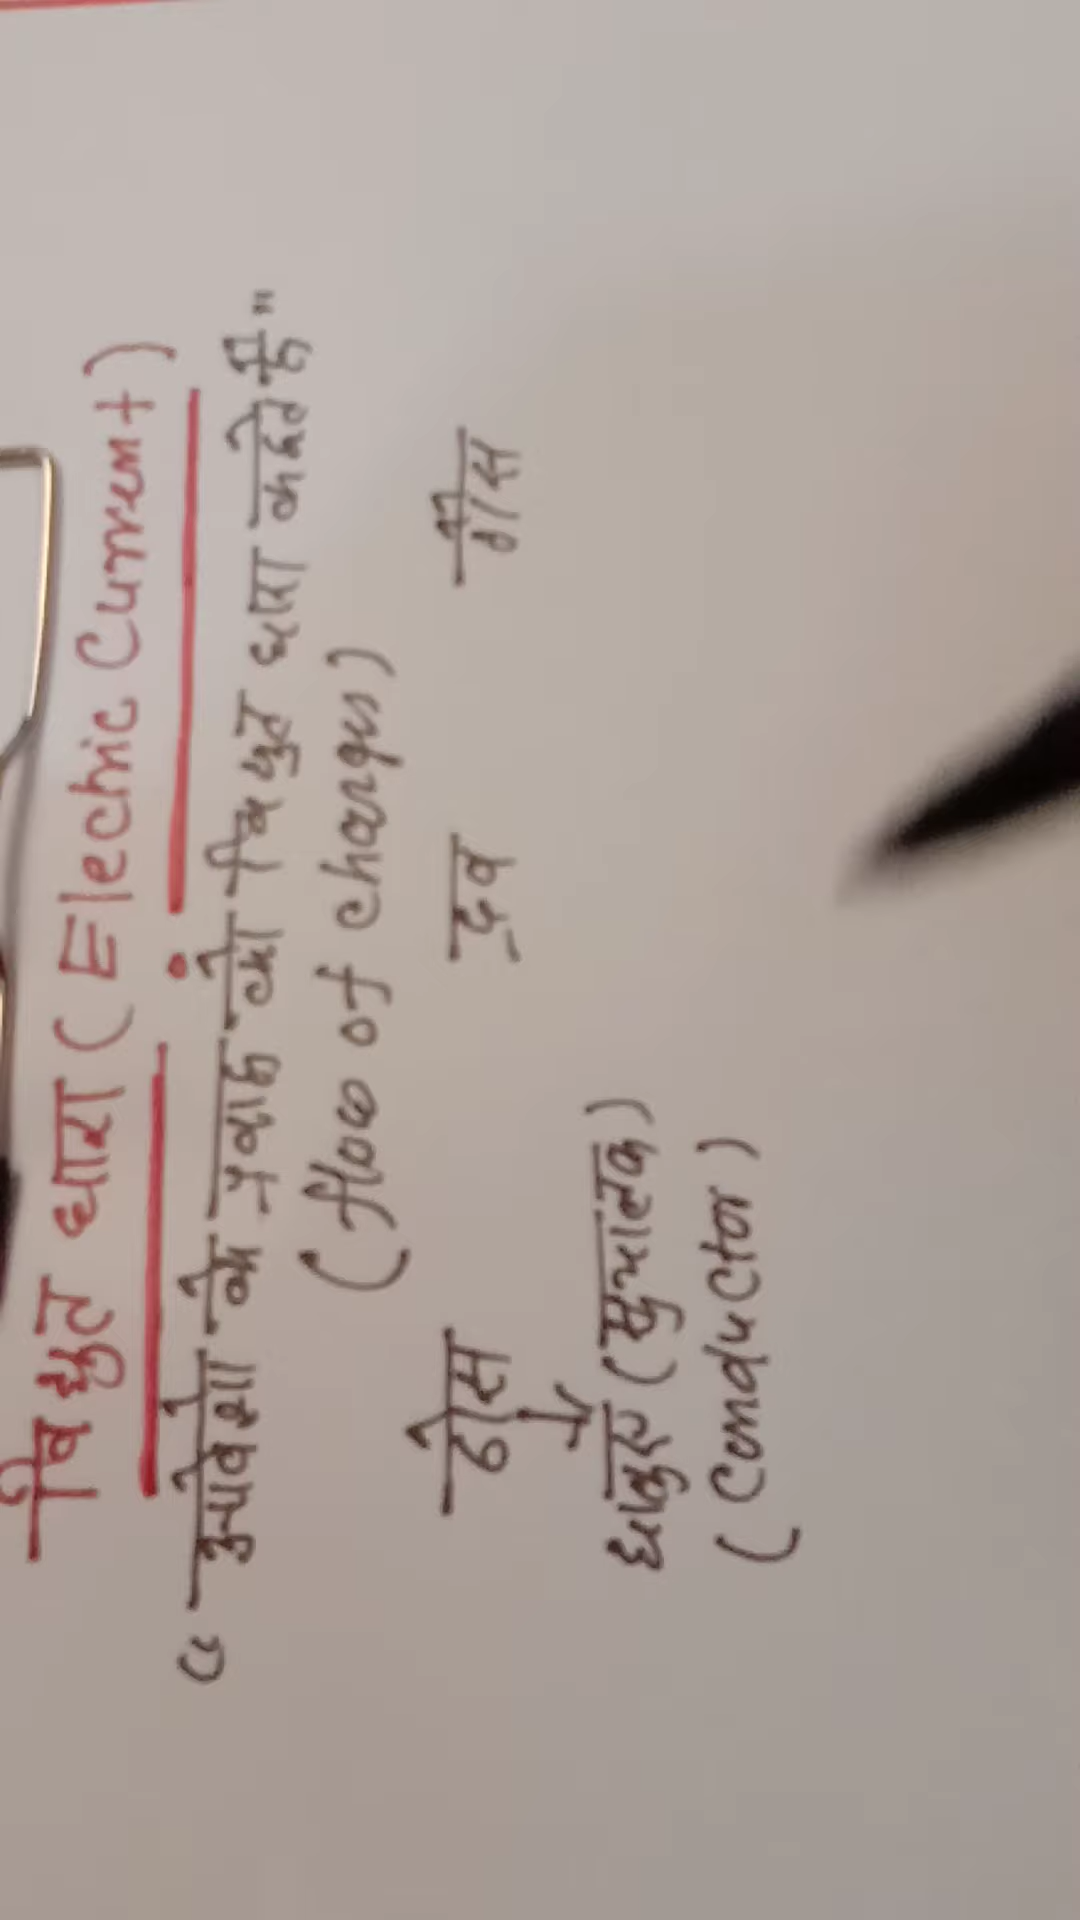 विधुत धारा ( Electric Current )
" आवेशो के प्रवाह को विधुत धारा कहते है "
( flow of charges )
ठोस द्रव गैस
↓
धातुएं ( सुचालक )
( Conductor )